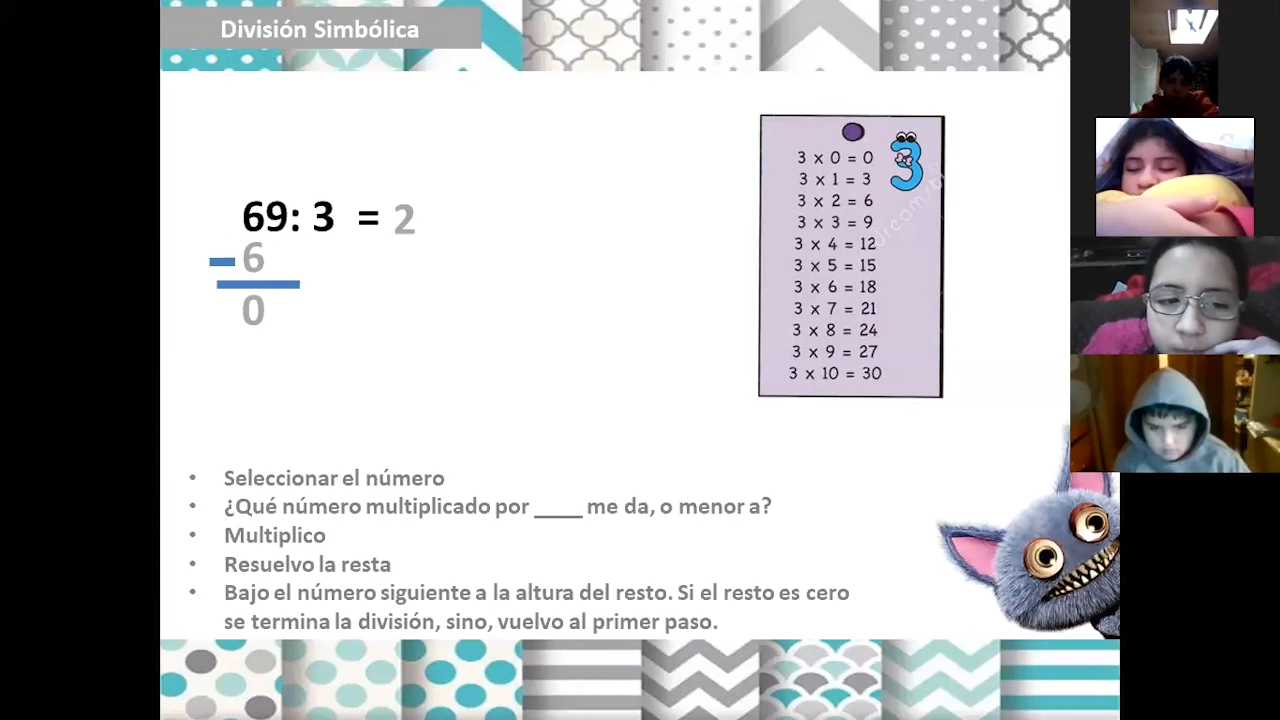 División Simbólica
69: 3 = 2
6
0
3 x 0 = 0
3 x 1 = 3
3 x 2 = 6
3 x 3 = 9
3 x 4 = 12
3 x 5 = 15
3 x 6 = 18
3 x 7 = 21
3 x 8 = 24
3 x 9 = 27
3 x 10 = 30
3
• Seleccionar el número
• ¿Qué número multiplicado por ____ me da, o menor a?
• Multiplico
• Resuelvo la resta
• Bajo el número siguiente a la altura del resto. Si el resto es cero
se termina la división, sino, vuelvo al primer paso.